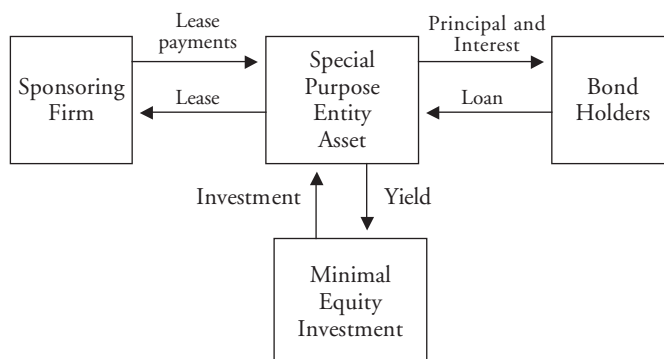 Lease
payments
Principal and
Interest
Sponsoring
Firm
Lease
Special
Purpose
Entity
Asset
Loan
Bond
Holders
Investment
Yield
Minimal
Equity
Investment